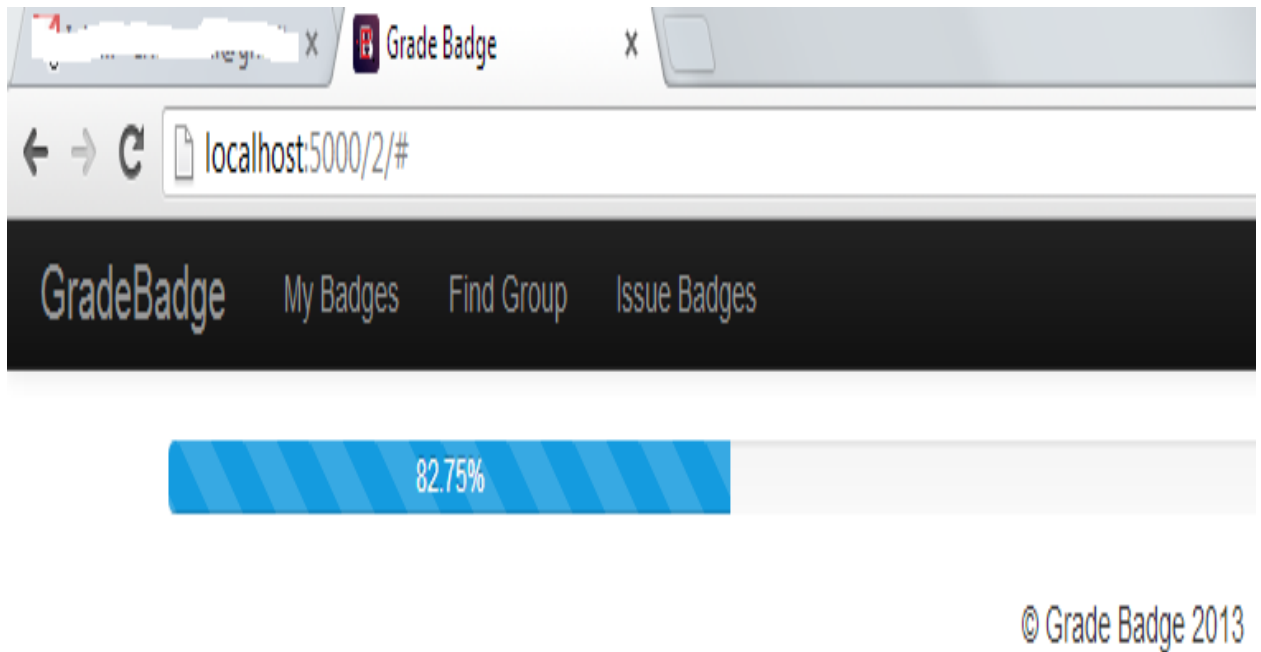 Grade Badge
localhost:5000/2/#
GradeBadge My Badges Find Group Issue Badges
82.75%
© Grade Badge 2013